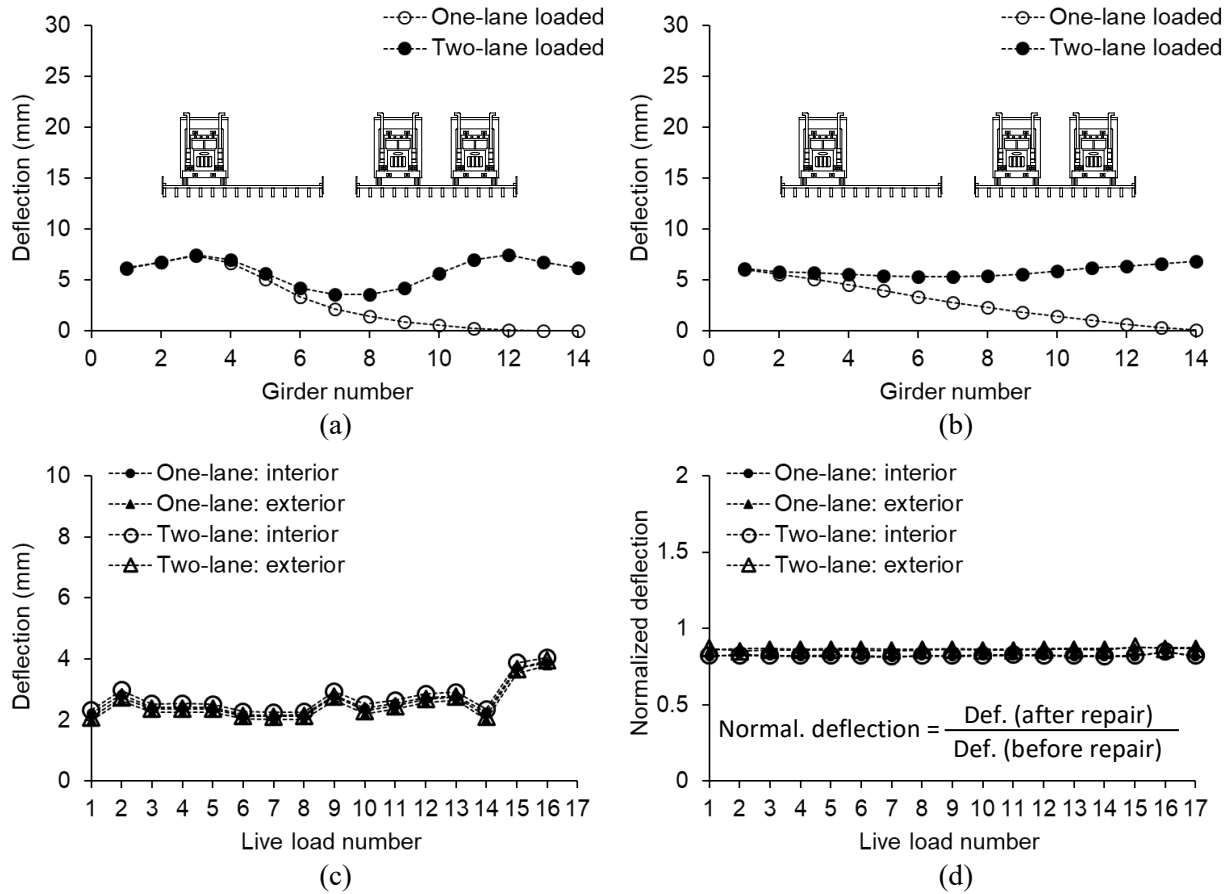 One-lane loaded
Two-lane loaded
30
25
20
15
10
5
0
Deflection (mm)
0 2 4 6 8 10 12 14
Girder number
(a)
One-lane loaded
Two-lane loaded
30
25
20
15
10
5
0
Deflection (mm)
0 2 4 6 8 10 12 14
Girder number
(b)
One-lane: interior
One-lane: exterior
Two-lane: interior
Two-lane: exterior
10
8
6
4
2
0
Deflection (mm)
1 2 3 4 5 6 7 8 9 10 11 12 13 14 15 16 17
Live load number
(c)
One-lane: interior
One-lane: exterior
Two-lane: interior
Two-lane: exterior
2
1.5
1
0.5
0
Normalized deflection
Normal. deflection = Def. (after repair)
Def. (before repair)
1 2 3 4 5 6 7 8 9 10 11 12 13 14 15 16 17
Live load number
(d)